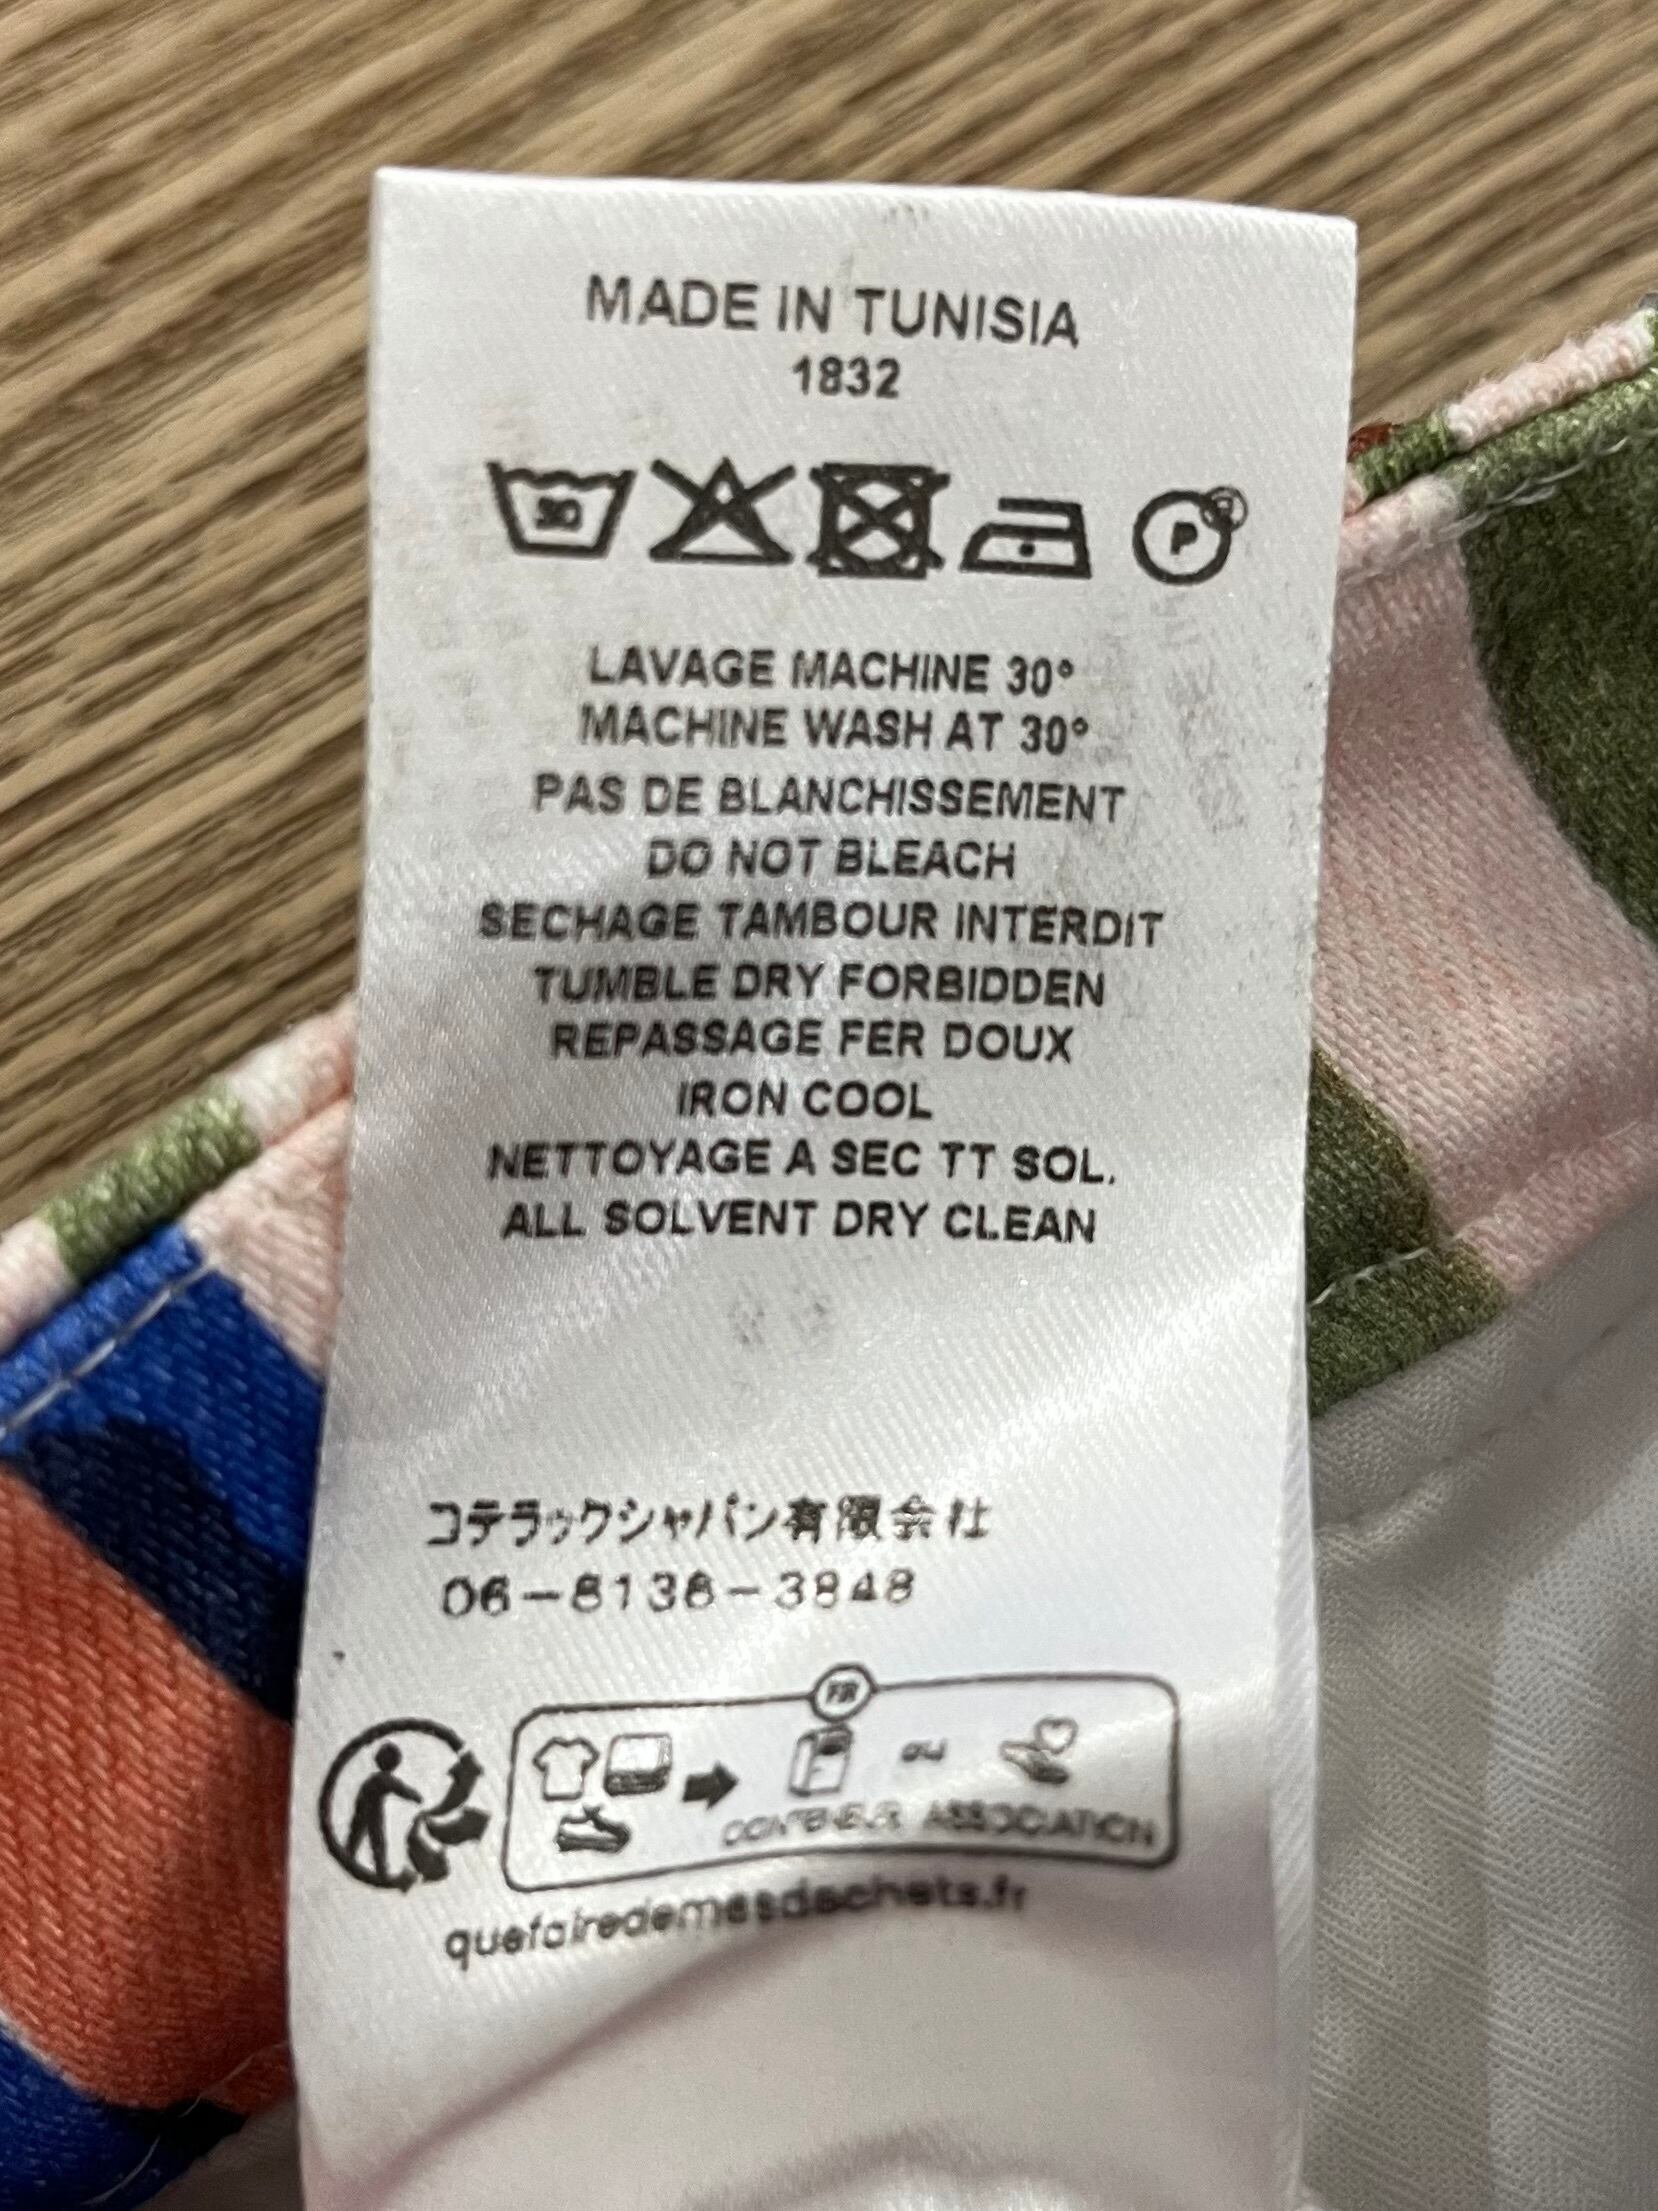 MADE IN TUNISIA
1832
30 P
LAVAGE MACHINE 30°
MACHINE WASH AT 30°
PAS DE BLANCHISSEMENT
DO NOT BLEACH
SECHAGE TAMBOUR INTERDIT
TUMBLE DRY FORBIDDEN
REPASSAGE FER DOUX
IRON COOL
NETTOYAGE A SEC TT SOL.
ALL SOLVENT DRY CLEAN
コテラックジャパン有限会社
06-6136-3848
FR
ou
CONTENEUR ASSOCIATION
quefairedemesdechets.fr